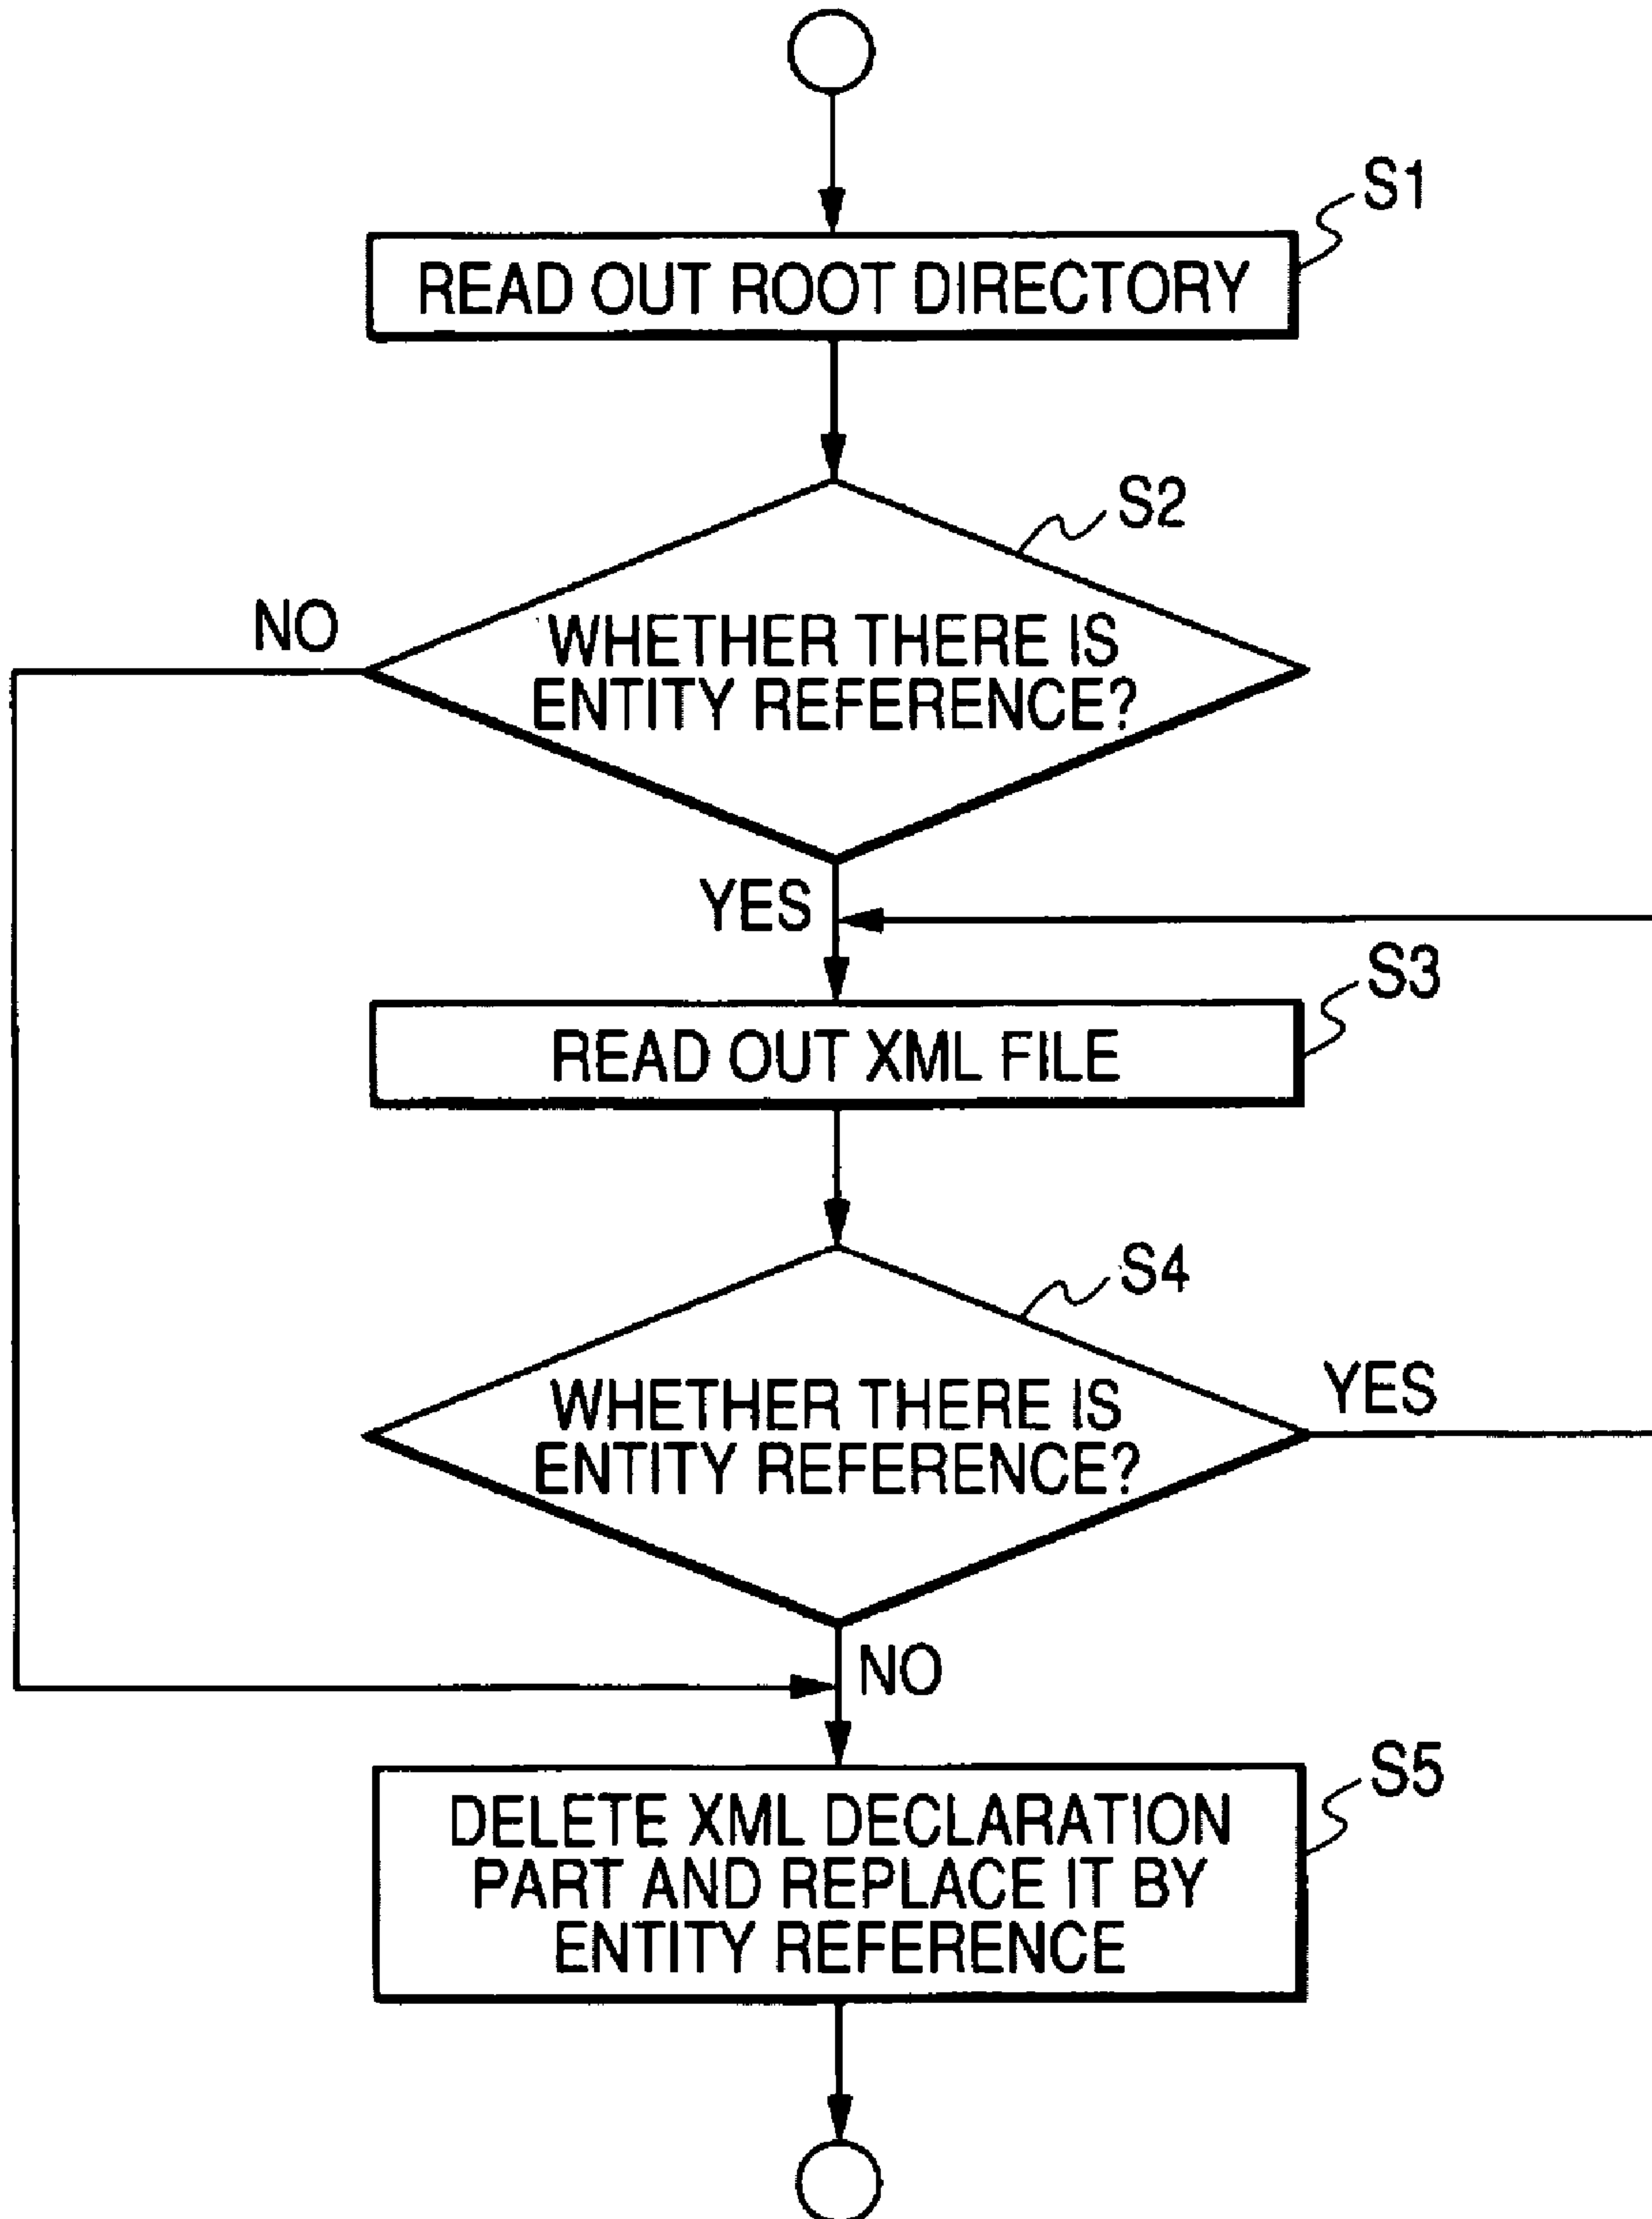 S1
READ OUT ROOT DIRECTORY
S2
NO
WHETHER THERE IS
ENTITY REFERENCE?
YES
S3
READ OUT XML FILE
S4
WHETHER THERE IS
ENTITY REFERENCE?
YES
NO
S5
DELETE XML DECLARATION
PART AND REPLACE IT BY
ENTITY REFERENCE